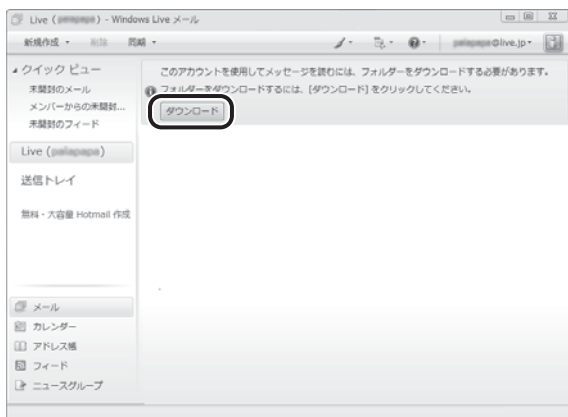 Live ( ) - Windows Live メール
新規作成 削除 同期
@live.jp
クイック ビュー
未開封のメール
メンバーからの未開封...
未開封のフィード
Live ( )
送信トレイ
無料・大容量 Hotmail 作成
このアカウントを使用してメッセージを読むには、フォルダーをダウンロードする必要があります。
フォルダーをダウンロードするには、[ダウンロード] をクリックしてください。
ダウンロード
メール
カレンダー
アドレス帳
フィード
ニュースグループ